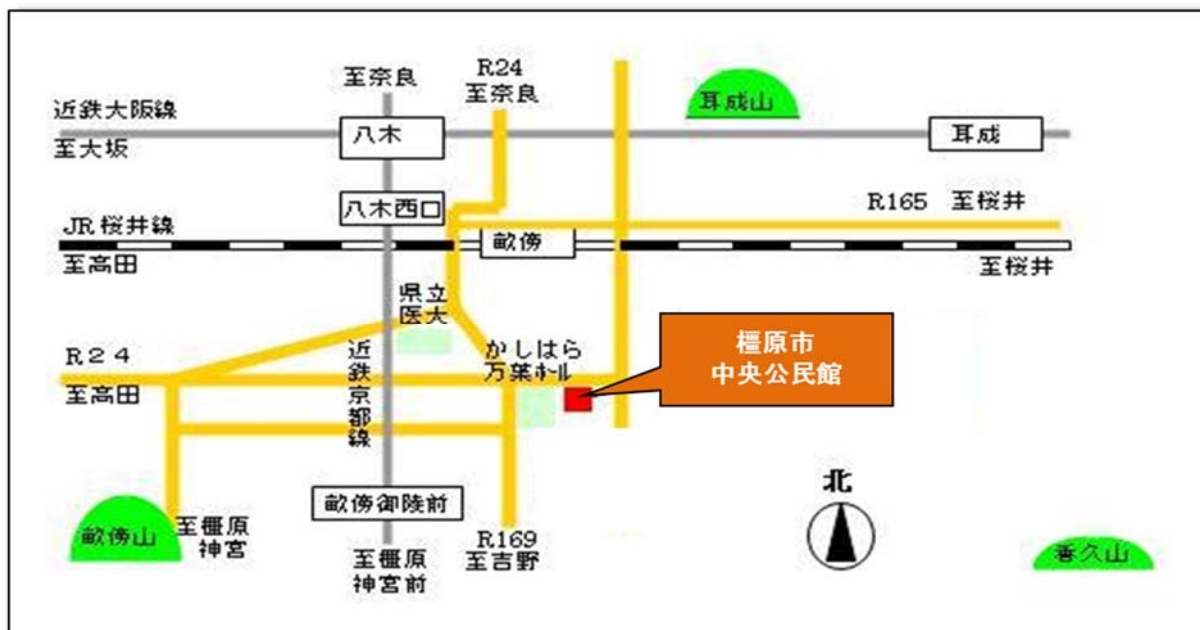 至奈良
R24
至奈良
耳成山
近鉄大阪線
至大坂
八木
耳成
八木西口
R165 至桜井
JR桜井線
畝傍
至高田
至桜井
県立
医大
橿原市
中央公民館
R24
至高田
近鉄京都線
かしはら
万葉ホール
畝傍山
至橿原
神宮
畝傍御陵前
至橿原
神宮前
R169
至吉野
北
香久山